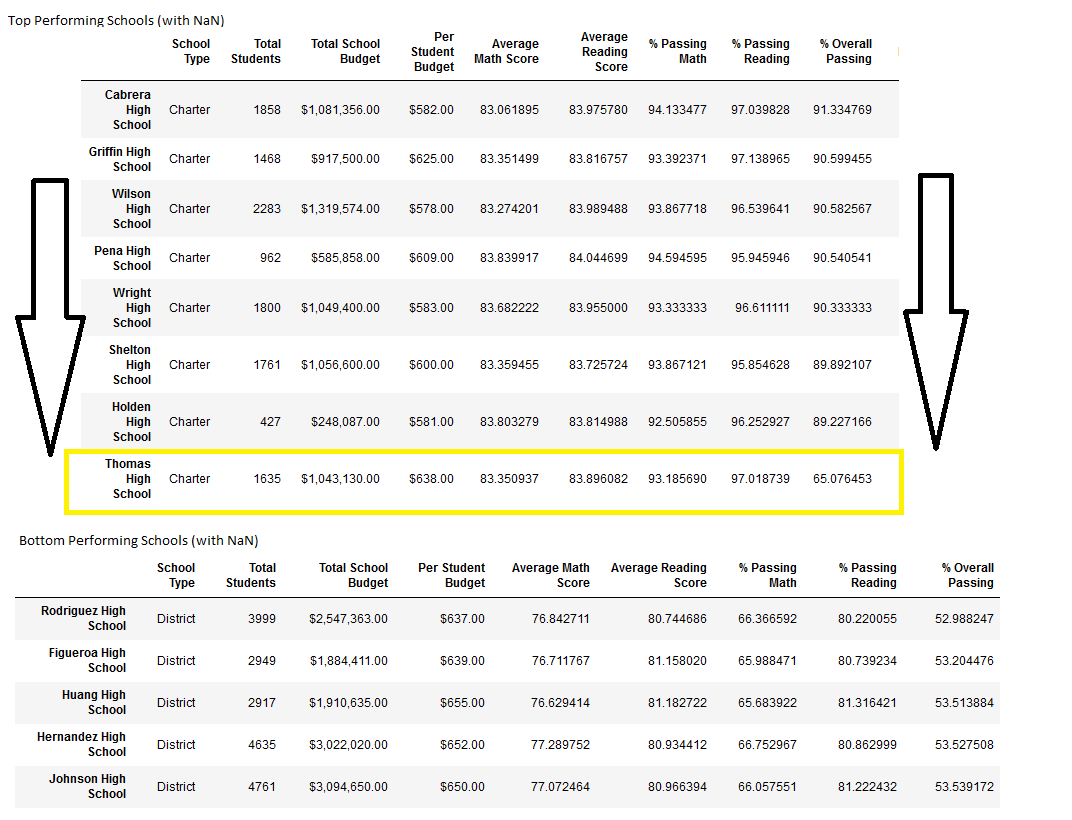 Top Performing Schools (with NaN)
School Type Total Students Total School Budget Per Student Budget Average Math Score Average Reading Score % Passing Math % Passing Reading % Overall Passing
Cabrera High School Charter 1858 $1,081,356.00 $582.00 83.061895 83.975780 94.133477 97.039828 91.334769
Griffin High School Charter 1468 $917,500.00 $625.00 83.351499 83.816757 93.392371 97.138965 90.599455
Wilson High School Charter 2283 $1,319,574.00 $578.00 83.274201 83.989488 93.867718 96.539641 90.582567
Pena High School Charter 962 $585,858.00 $609.00 83.839917 84.044699 94.594595 95.945946 90.540541
Wright High School Charter 1800 $1,049,400.00 $583.00 83.682222 83.955000 93.333333 96.611111 90.333333
Shelton High School Charter 1761 $1,056,600.00 $600.00 83.359455 83.725724 93.867121 95.854628 89.892107
Holden High School Charter 427 $248,087.00 $581.00 83.803279 83.814988 92.505855 96.252927 89.227166
Thomas High School Charter 1635 $1,043,130.00 $638.00 83.350937 83.896082 93.185690 97.018739 65.076453
Bottom Performing Schools (with NaN)
School Type Total Students Total School Budget Per Student Budget Average Math Score Average Reading Score % Passing Math % Passing Reading % Overall Passing
Rodriguez High School District 3999 $2,547,363.00 $637.00 76.842711 80.744686 66.366592 80.220055 52.988247
Figueroa High School District 2949 $1,884,411.00 $639.00 76.711767 81.158020 65.988471 80.739234 53.204476
Huang High School District 2917 $1,910,635.00 $655.00 76.629414 81.182722 65.683922 81.316421 53.513884
Hernandez High School District 4635 $3,022,020.00 $652.00 77.289752 80.934412 66.752967 80.862999 53.527508
Johnson High School District 4761 $3,094,650.00 $650.00 77.072464 80.966394 66.057551 81.222432 53.539172